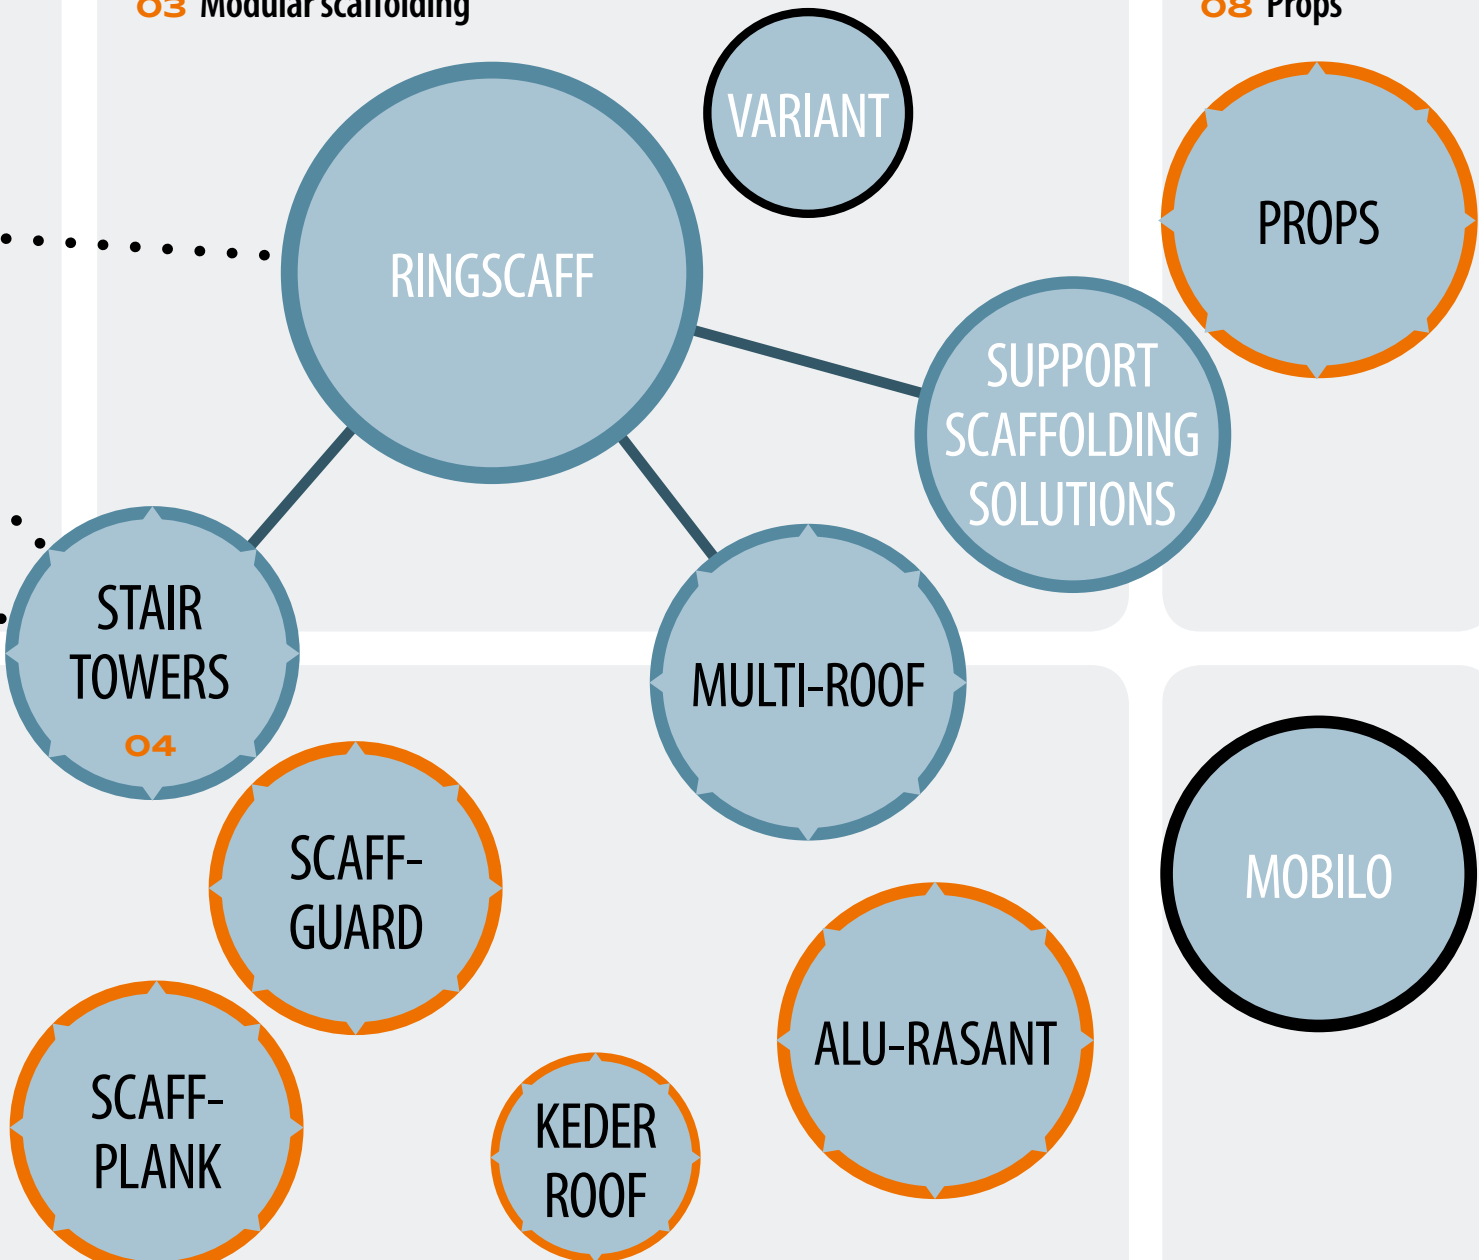 03 Modular scaffolding
08 Props
VARIANT
PROPS
RINGSCAFF
SUPPORT
SCAFFOLDING
SOLUTIONS
STAIR
TOWERS
04
MULTI-ROOF
SCAFF-
GUARD
MOBILO
ALU-RASANT
SCAFF-
PLANK
KEDER
ROOF